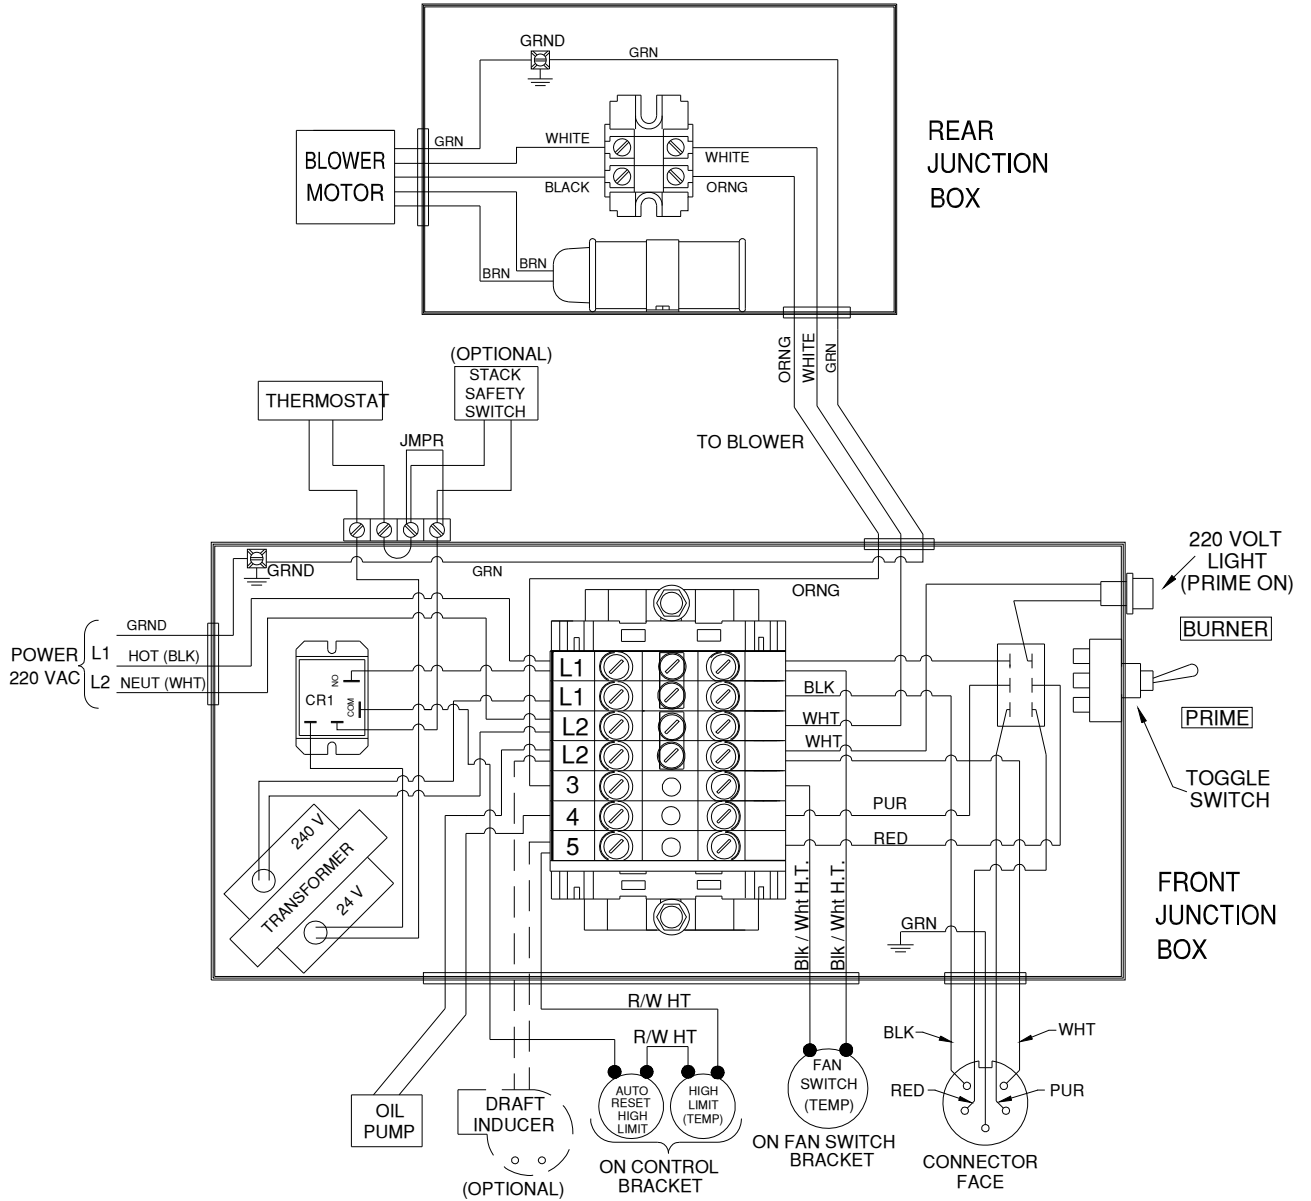 GRND
GRN
REAR
JUNCTION
BOX
GRN
WHITE
WHITE
BLOWER
MOTOR
BLACK
ORNG
BRN
BRN
ORNG
WHITE
GRN
(OPTIONAL)
STACK
SAFETY
SWITCH
THERMOSTAT
JMPR
TO BLOWER
220 VOLT
LIGHT
(PRIME ON)
GRND
GRN
ORNG
GRND
BURNER
POWER
220 VAC
L1
HOT (BLK)
L2
NEUT (WHT)
CR1
NO
COM
L1
L1
L2
L2
3
4
5
BLK
WHT
WHT
PRIME
TOGGLE
SWITCH
PUR
RED
240 V
TRANSFORMER
24 V
FRONT
JUNCTION
BOX
Blk / Wht H.T.
Blk / Wht H.T.
GRN
R/W HT
R/W HT
BLK
WHT
OIL
PUMP
DRAFT
INDUCER
(OPTIONAL)
AUTO
RESET
HIGH
LIMIT
HIGH
LIMIT
(TEMP)
ON CONTROL
BRACKET
FAN
SWITCH
(TEMP)
ON FAN SWITCH
BRACKET
RED
PUR
CONNECTOR
FACE